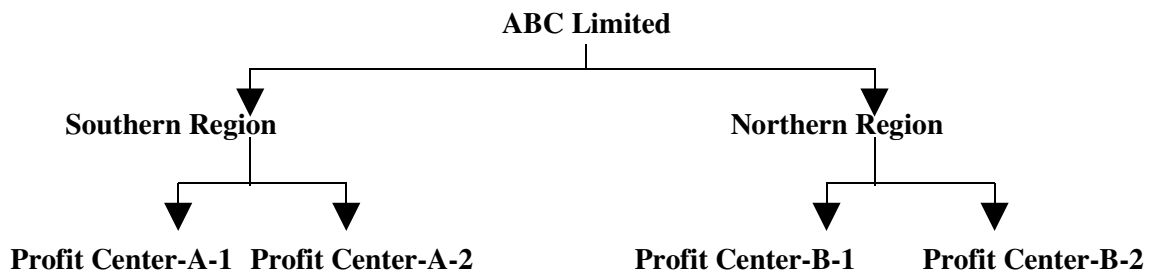 ABC Limited
Southern Region Northern Region
Profit Center-A-1 Profit Center-A-2 Profit Center-B-1 Profit Center-B-2